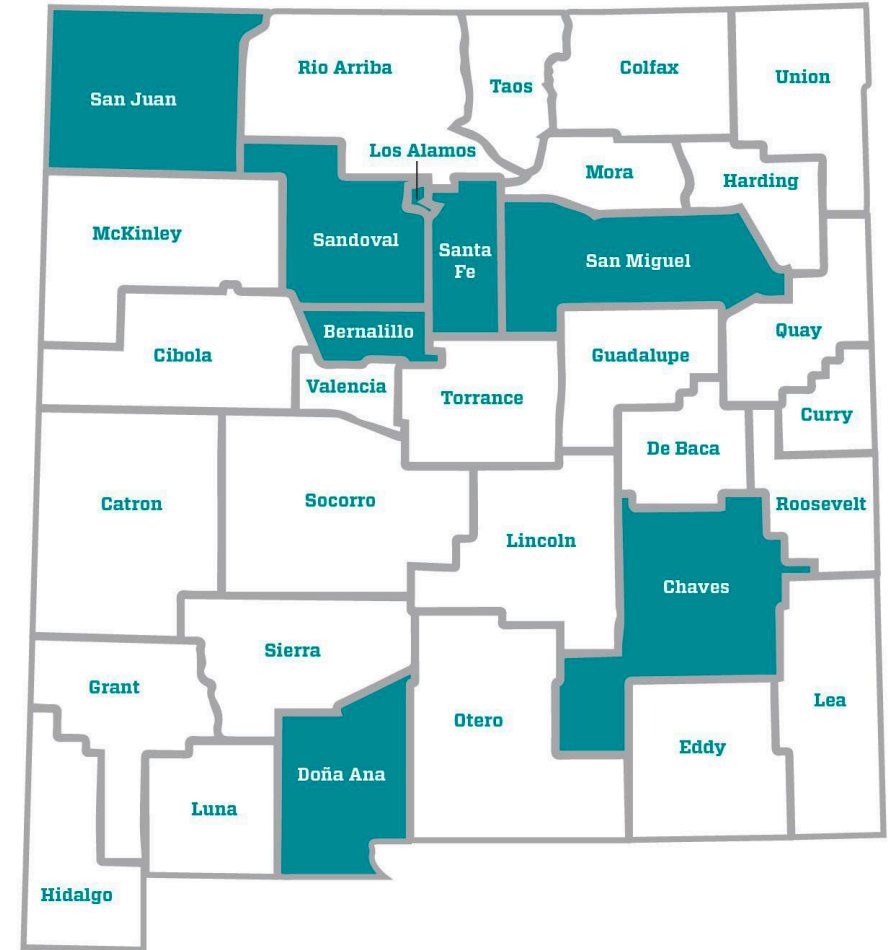 Rio Arriba
Colfax
Union
Taos
San Juan
Los Alamos
Mora
Harding
McKinley
Sandoval
Santa
Fe
San Miguel
Bernalillo
Quay
Cibola
Guadalupe
Valencia
Torrance
Curry
De Baca
Catron
Socorro
Roosevelt
Lincoln
Chaves
Sierra
Grant
Lea
Otero
Eddy
Doña Ana
Luna
Hidalgo